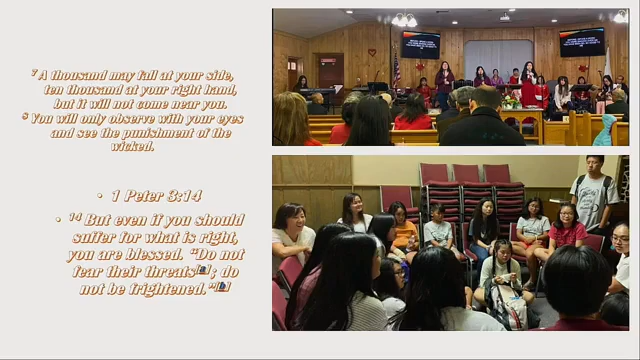 7 A thousand may fall at your side,
ten thousand at your right hand,
but it will not come near you.
8 You will only observe with your eyes
and see the punishment of the
wicked.
• 1 Peter 3:14
• 14 But even if you should
suffer for what is right,
you are blessed. “Do not
fear their threats; do
not be frightened.”